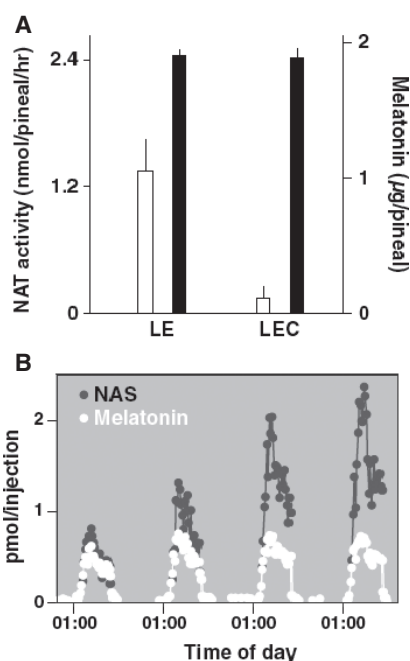 A
NAT activity (nmol/pineal/hr)
2.4
1.2
0
2
1
0
Melatonin (µg/pineal)
LE
LEC
B
NAS
Melatonin
pmol/injection
2
1
0
01:00
01:00
01:00
01:00
Time of day